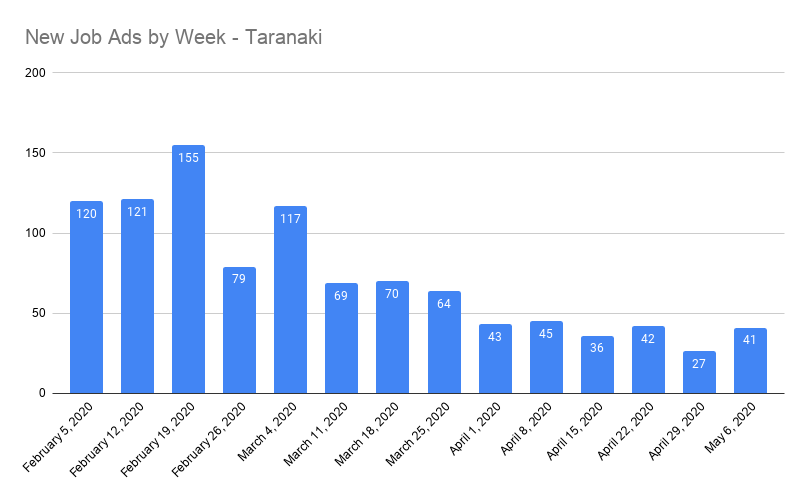 New Job Ads by Week - Taranaki
200
150
100
50
0
120
121
155
79
117
69
70
64
43
45
36
42
27
41
February 5, 2020
February 12, 2020
February 19, 2020
February 26, 2020
March 4, 2020
March 11, 2020
March 18, 2020
March 25, 2020
April 1, 2020
April 8, 2020
April 15, 2020
April 22, 2020
April 29, 2020
May 6, 2020